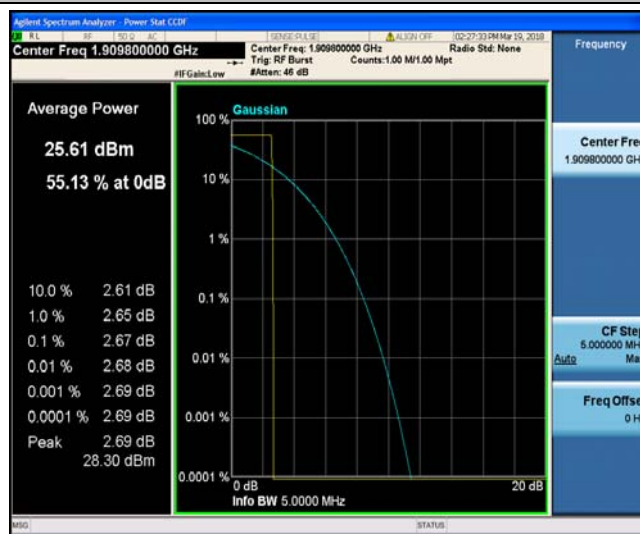 Agilent Spectrum Analyzer - Power Stat CCDF
RL RF 50 Ω AC SENSE:PULSE ALIGN OFF 02:27:33 PM Mar 19, 2018
Center Freq 1.909800000 GHz
Center Freq: 1.909800000 GHz Radio Std: None
Trig: RF Burst Counts:1.00 M/1.00 Mpt
#IFGain:Low #Atten: 46 dB
Frequency
Average Power
25.61 dBm
55.13 % at 0dB
10.0 % 2.61 dB
1.0 % 2.65 dB
0.1 % 2.67 dB
0.01 % 2.68 dB
0.001 % 2.69 dB
0.0001 % 2.69 dB
Peak 2.69 dB
28.30 dBm
Gaussian
100 %
10 %
1 %
0.1 %
0.01 %
0.001 %
0.0001 %
0 dB 20 dB
Info BW 5.0000 MHz
Center Fre
1.909800000 GH
CF Ste
5.000000 MH
Auto Ma
Freq Offse
0 H
MSG STATUS